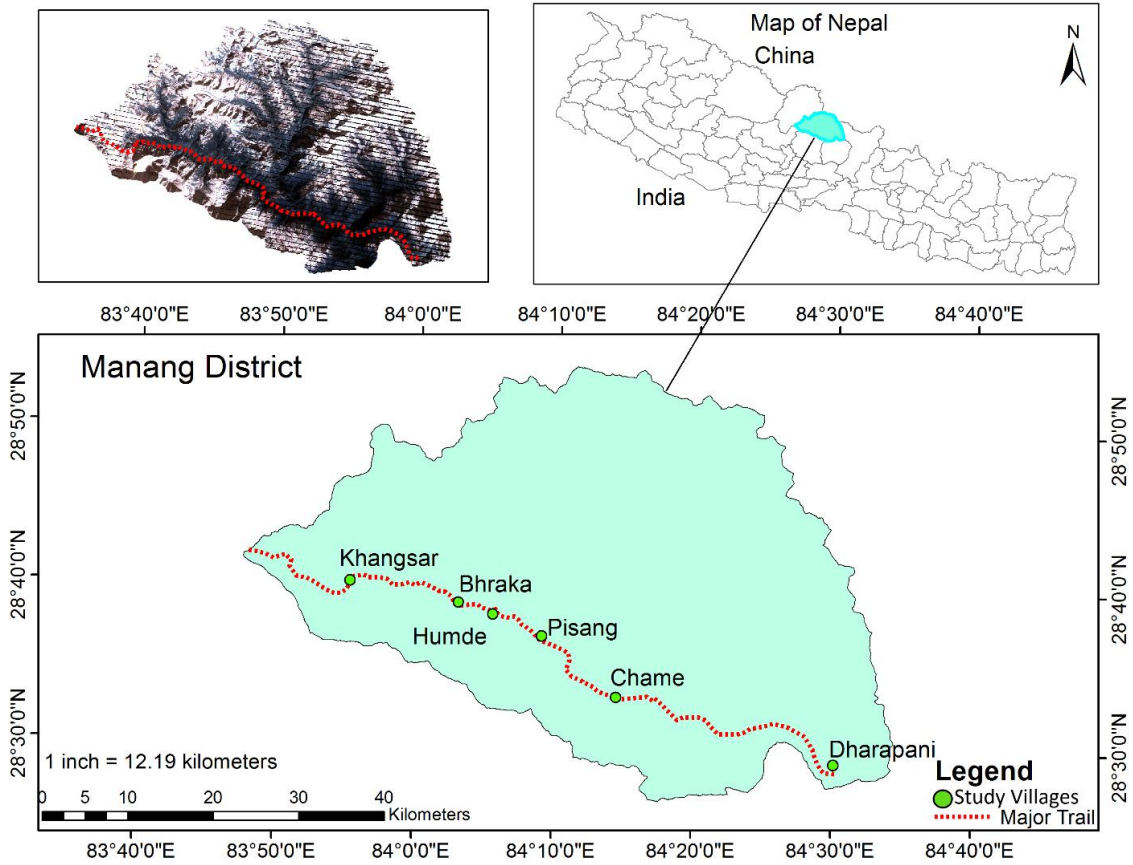 Map of Nepal
China
N
India
83°40'0"E 83°50'0"E 84°0'0"E 84°10'0"E 84°20'0"E 84°30'0"E 84°40'0"E
Manang District
28°50'0"N
28°50'0"N
28°40'0"N
28°40'0"N
28°30'0"N
28°30'0"N
Khangsar
Bhraka
Humde
Pisang
Chame
Dharapani
1 inch = 12.19 kilometers
0 5 10 20 30 40
Kilometers
Legend
Study Villages
Major Trail
83°40'0"E 83°50'0"E 84°0'0"E 84°10'0"E 84°20'0"E 84°30'0"E 84°40'0"E